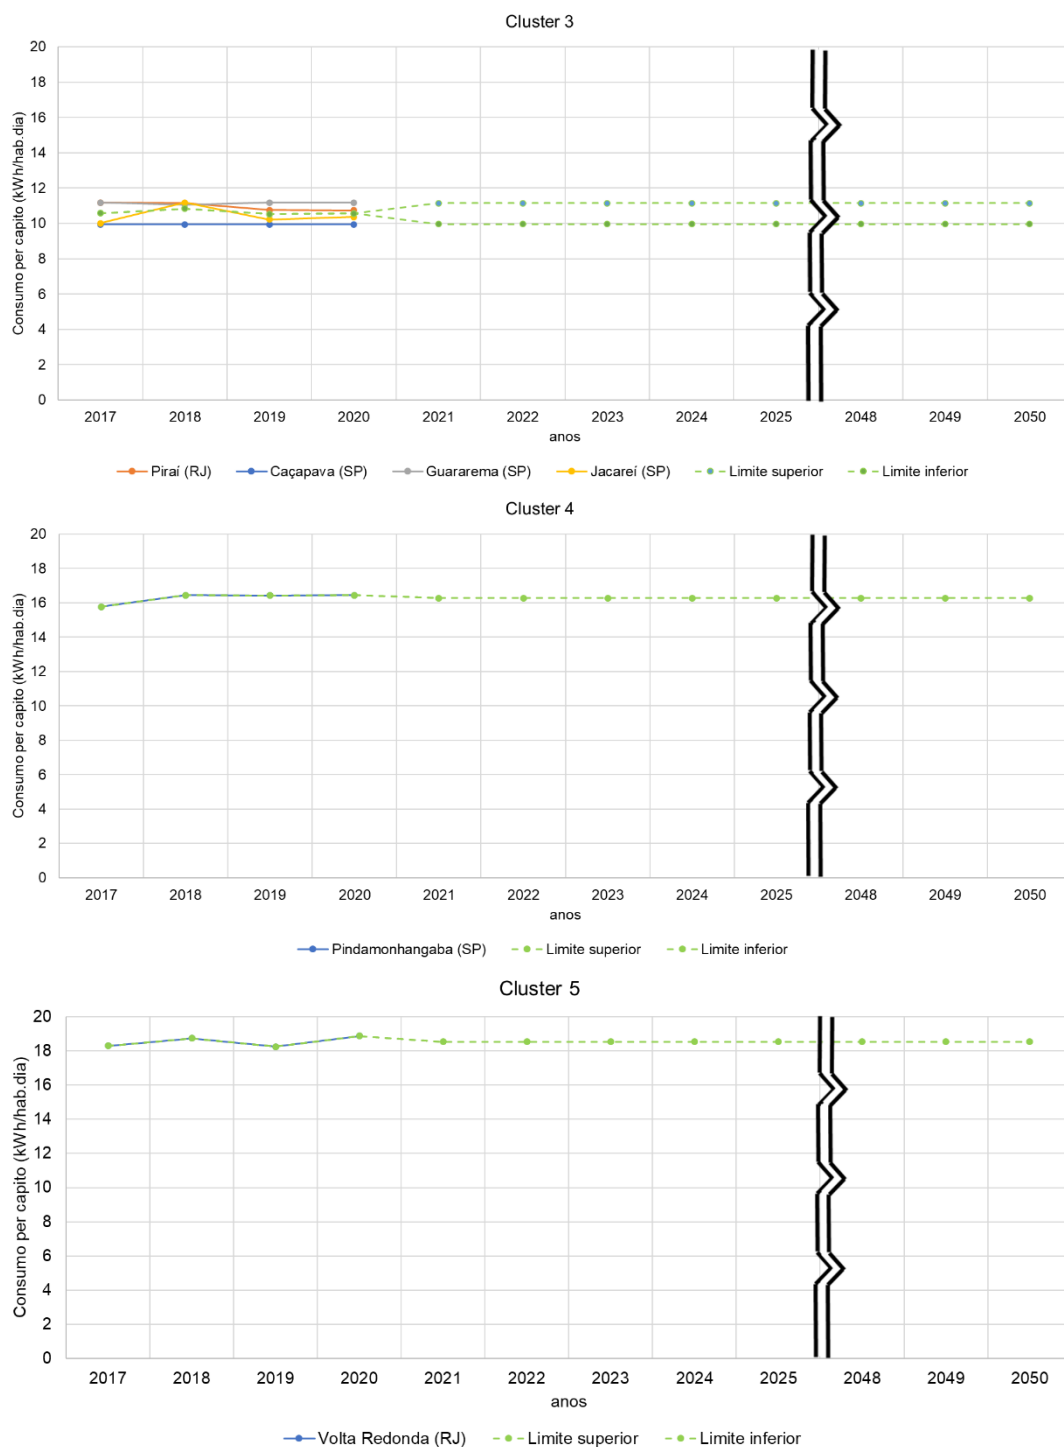 Cluster 3
20
18
16
14
12
10
8
6
4
2
0
Consumo per capito (kWh/hab.dia)
2017 2018 2019 2020 2021 2022 2023 2024 2025 2048 2049 2050
anos
Piraí (RJ) Caçapava (SP) Guararema (SP) Jacareí (SP) Limite superior Limite inferior
Cluster 4
20
18
16
14
12
10
8
6
4
2
0
Consumo per capito (kWh/hab.dia)
2017 2018 2019 2020 2021 2022 2023 2024 2025 2048 2049 2050
anos
Pindamonhangaba (SP) Limite superior Limite inferior
Cluster 5
20
18
16
14
12
10
8
6
4
2
0
Consumo per capito (kWh/hab.dia)
2017 2018 2019 2020 2021 2022 2023 2024 2025 2048 2049 2050
anos
Volta Redonda (RJ) Limite superior Limite inferior